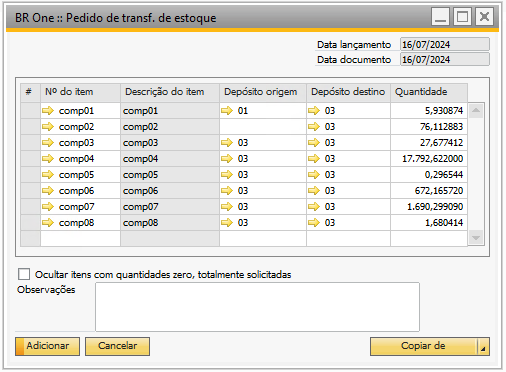 BR One :: Pedido de transf. de estoque
Data lançamento 16/07/2024
Data documento 16/07/2024
# Nº do item Descrição do item Depósito origem Depósito destino Quantidade
comp01 comp01 01 03 5,930874
comp02 comp02 03 76,112883
comp03 comp03 03 03 27,677412
comp04 comp04 03 03 17.792,622000
comp05 comp05 03 03 0,296544
comp06 comp06 03 03 672,165720
comp07 comp07 03 03 1.690,299090
comp08 comp08 03 03 1,680414
Ocultar itens com quantidades zero, totalmente solicitadas
Observações
Adicionar Cancelar Copiar de